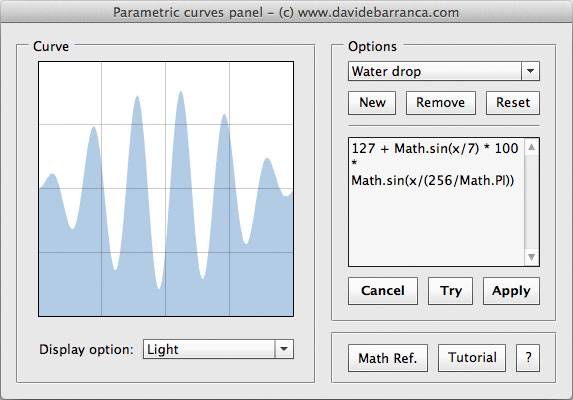 Parametric curves panel – (c) www.davidebarranca.com
Curve
Display option:
Light
Options
Water drop
New
Remove
Reset
127 + Math.sin(x/7) * 100
*
Math.sin(x/(256/Math.PI))
Cancel
Try
Apply
Math Ref.
Tutorial
?